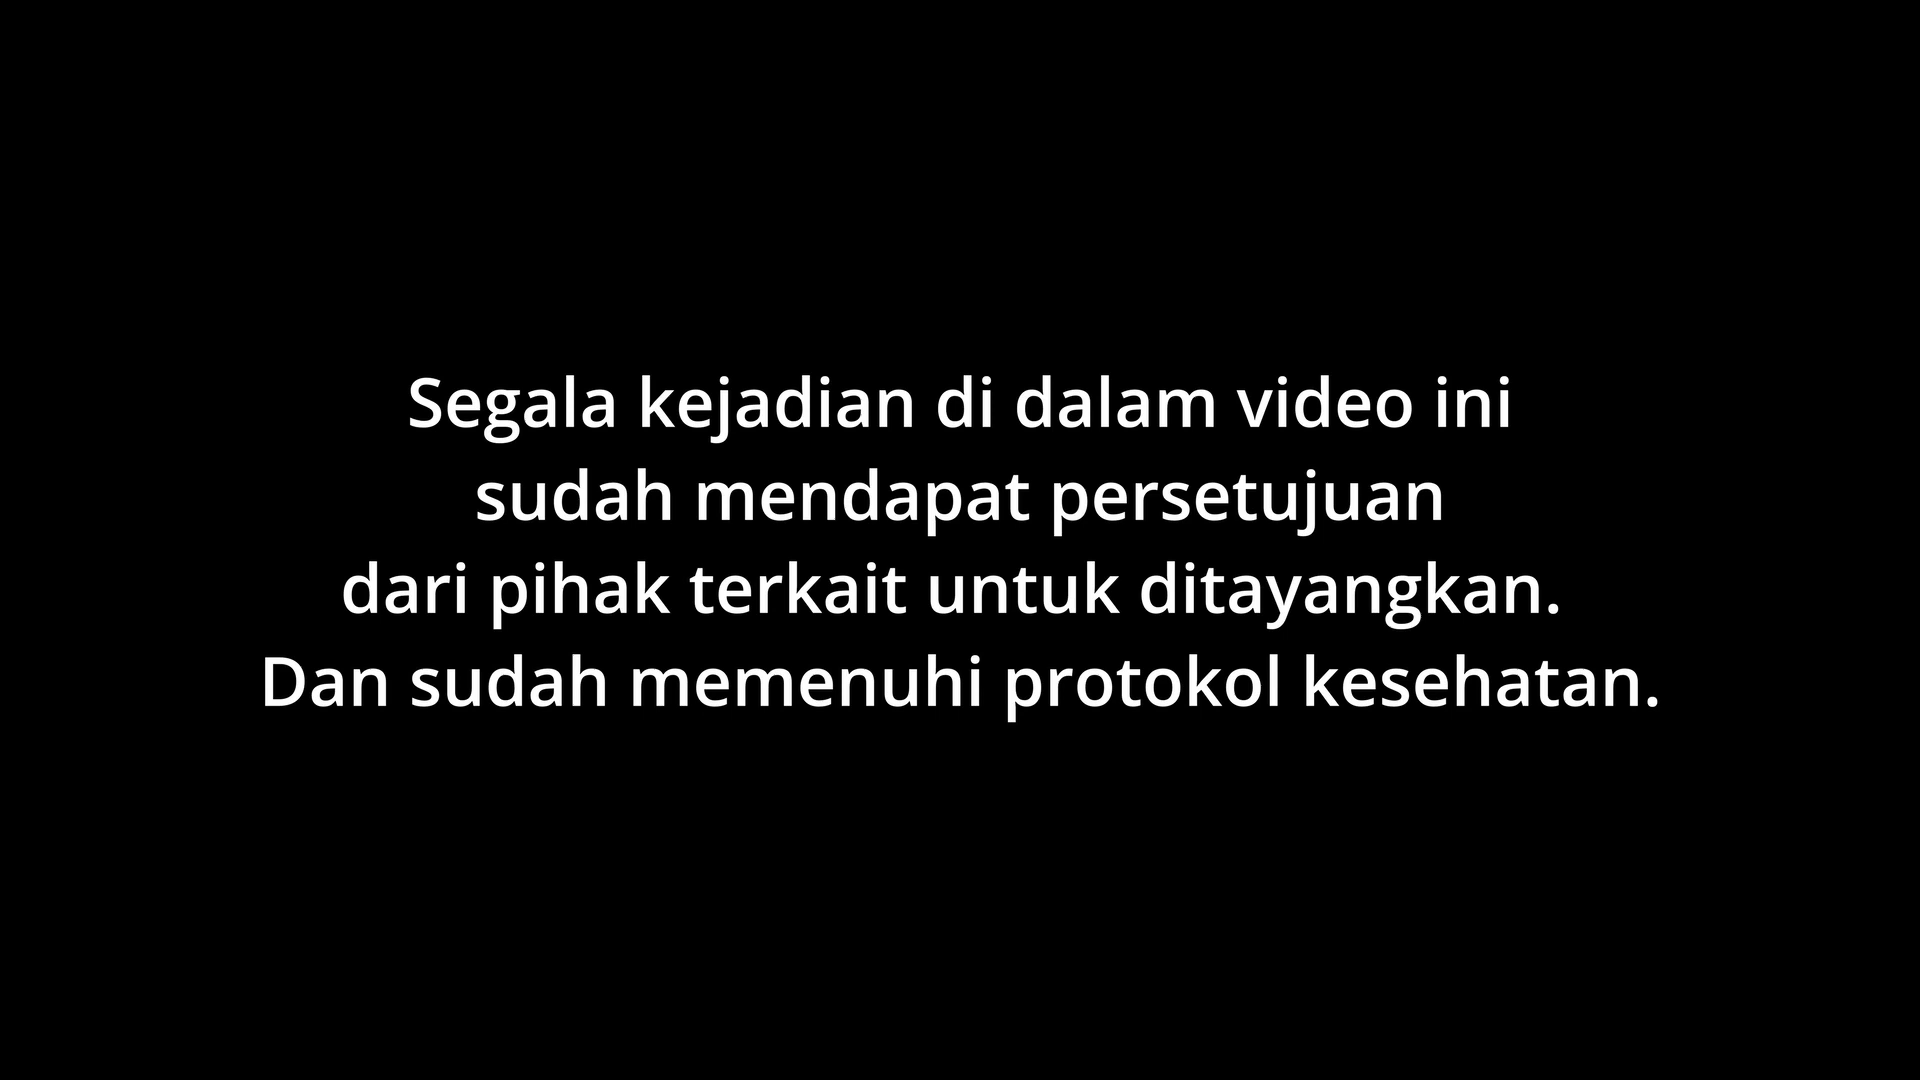 Segala kejadian di dalam video ini
sudah mendapat persetujuan
dari pihak terkait untuk ditayangkan.
Dan sudah memenuhi protokol kesehatan.